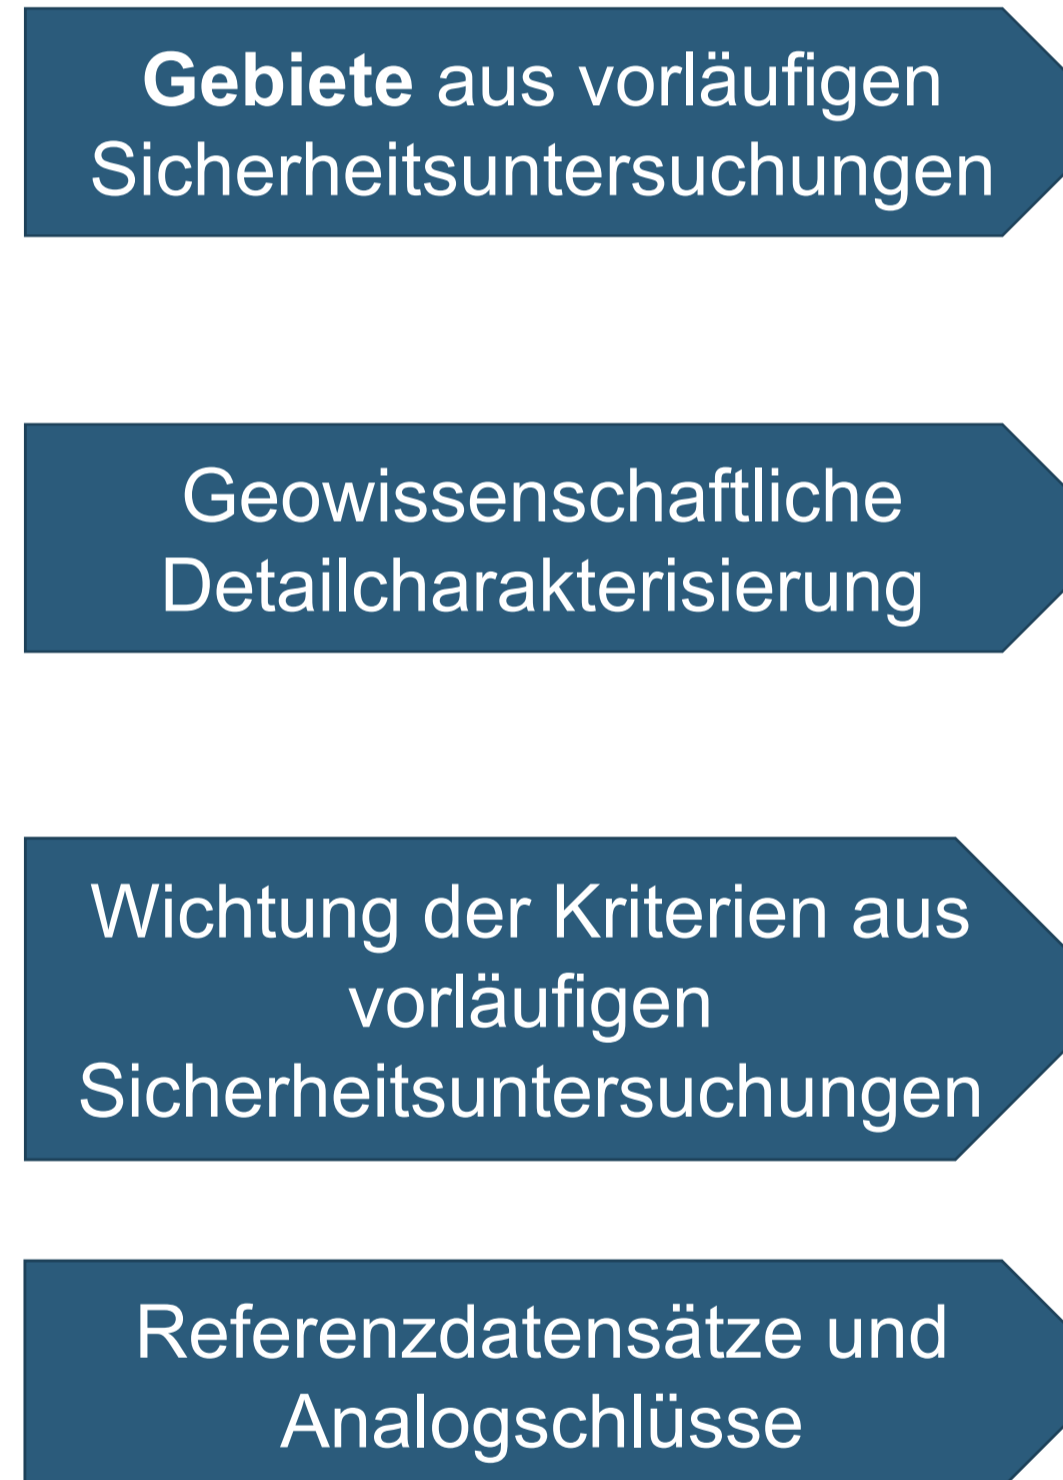 Gebiete aus vorläufigen
Sicherheitsuntersuchungen
Geowissenschaftliche
Detailcharakterisierung
Wichtung der Kriterien aus
vorläufigen
Sicherheitsuntersuchungen
Referenzdatensätze und
Analogschlüsse